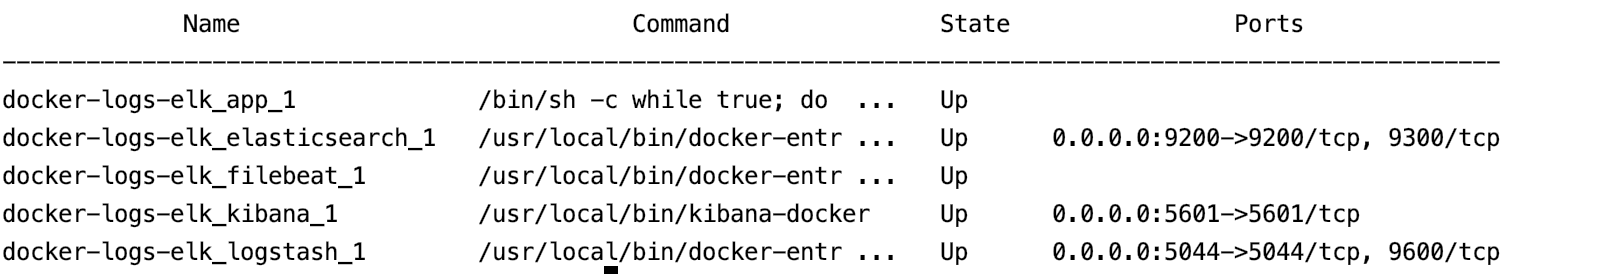 Name Command State Ports
--------------------------------------------------------------------------------------------------------------
docker-logs-elk_app_1 /bin/sh -c while true; do ... Up
docker-logs-elk_elasticsearch_1 /usr/local/bin/docker-entr ... Up 0.0.0.0:9200->9200/tcp, 9300/tcp
docker-logs-elk_filebeat_1 /usr/local/bin/docker-entr ... Up
docker-logs-elk_kibana_1 /usr/local/bin/kibana-docker Up 0.0.0.0:5601->5601/tcp
docker-logs-elk_logstash_1 /usr/local/bin/docker-entr ... Up 0.0.0.0:5044->5044/tcp, 9600/tcp